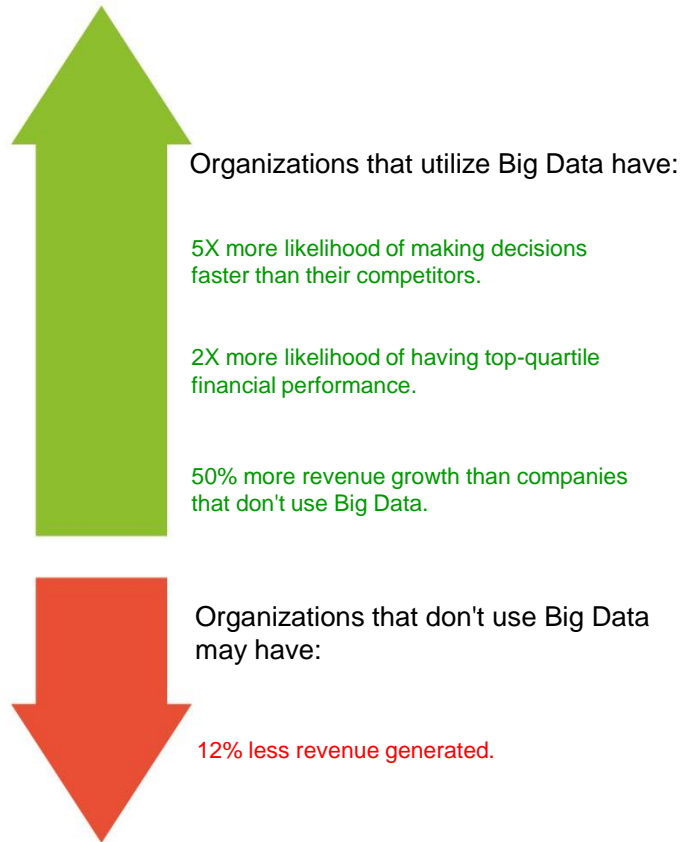 Organizations that utilize Big Data have:
5X more likelihood of making decisions
faster than their competitors.
2X more likelihood of having top-quartile
financial performance.
50% more revenue growth than companies
that don't use Big Data.
Organizations that don't use Big Data
may have:
12% less revenue generated.